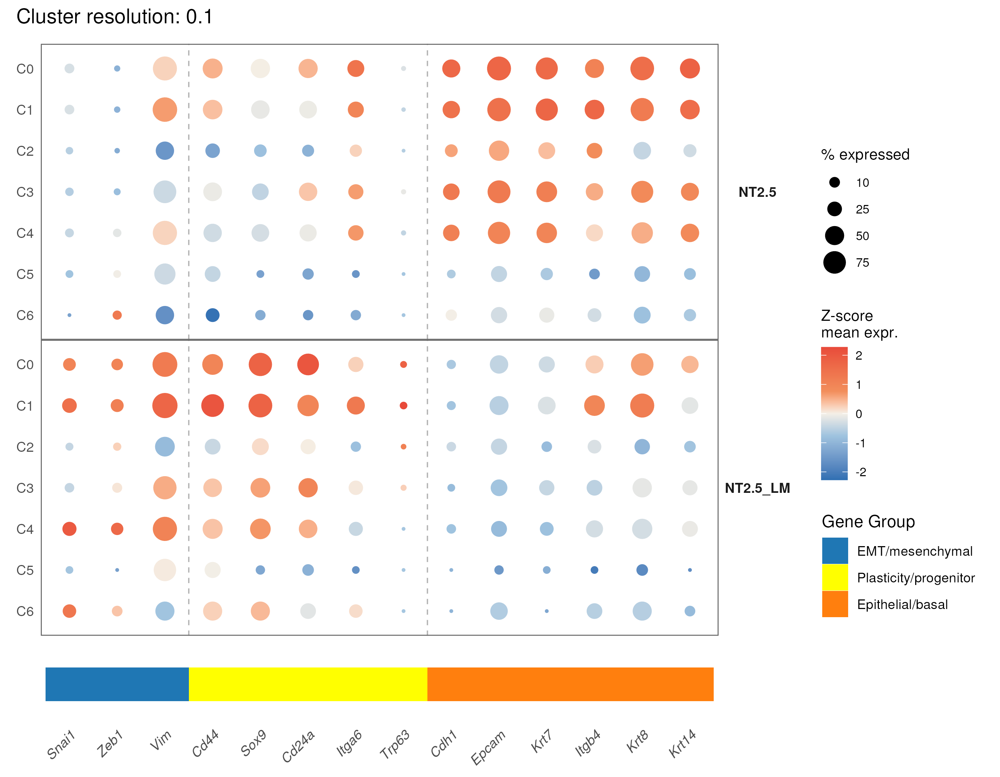 Cluster resolution: 0.1
C0
C1
C2
C3
C4
C5
C6
NT2.5
C0
C1
C2
C3
C4
C5
C6
NT2.5_LM
Snai1
Zeb1
Vim
Cd44
Sox9
Cd24a
Itga6
Trp63
Cdh1
Epcam
Krt7
Itgb4
Krt8
Krt14
% expressed
10
25
50
75
Z-score
mean expr.
2
1
0
-1
-2
Gene Group
EMT/mesenchymal
Plasticity/progenitor
Epithelial/basal